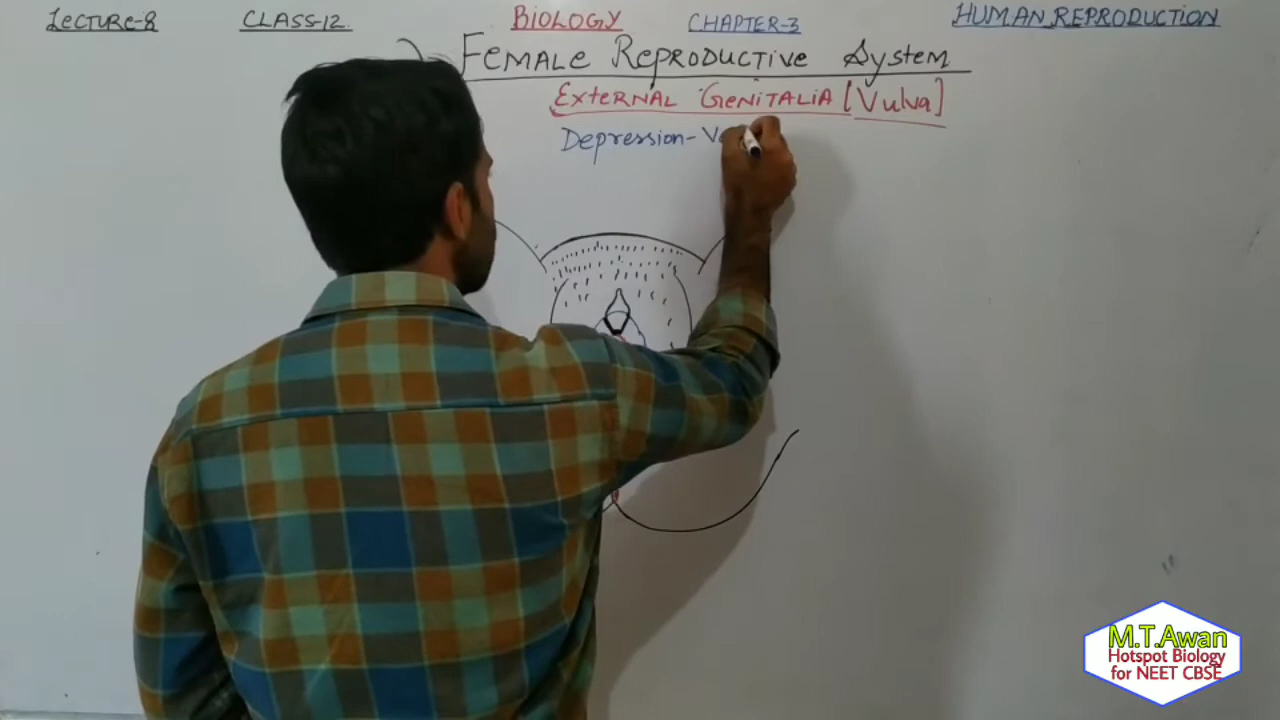 LECTURE-8 CLASS-12 BIOLOGY CHAPTER-3 HUMAN REPRODUCTION
FEMALE REPRODUCTIVE System
EXTERNAL GENITALIA [Vulva]
Depression-
M.T.Awan
Hotspot Biology
for NEET CBSE